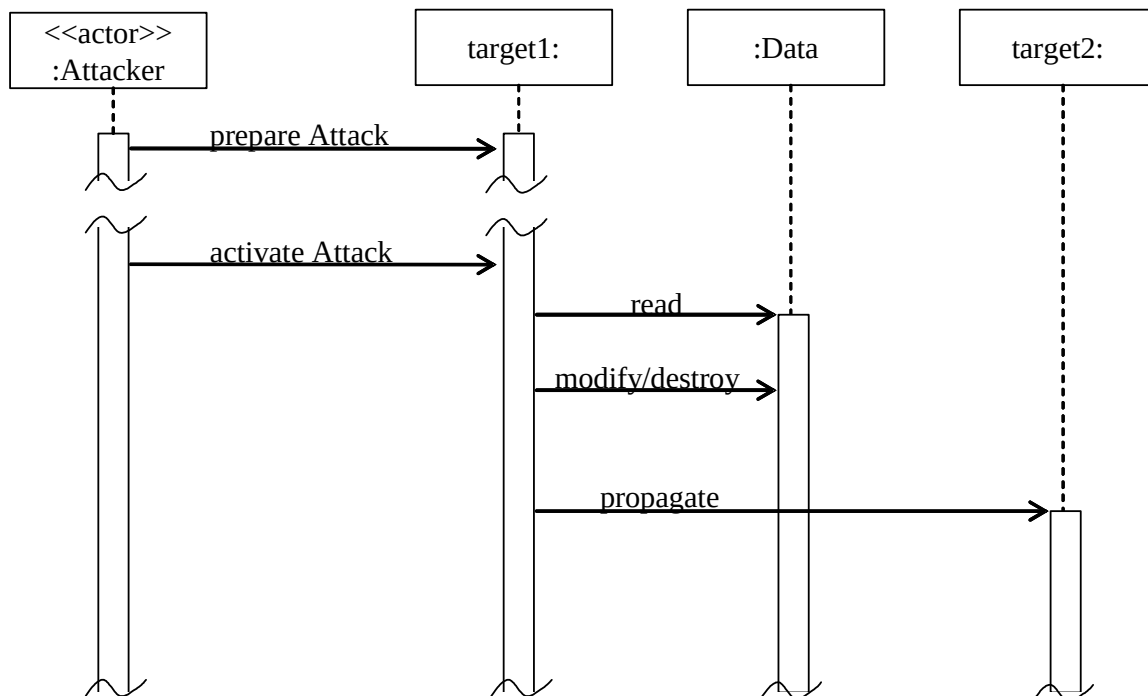 <<actor>>
:Attacker
target1:
:Data
target2:
prepare Attack
activate Attack
read
modify/destroy
propagate